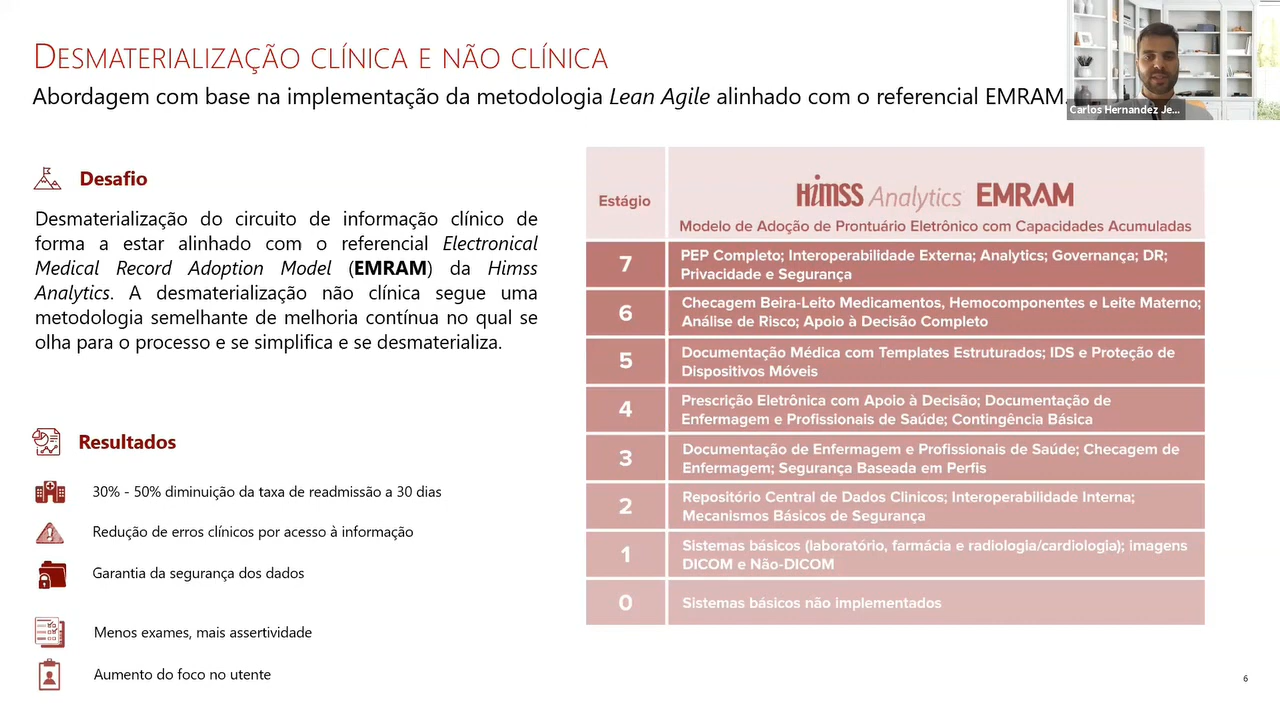 DESMATERIALIZAÇÃO CLÍNICA E NÃO CLÍNICA
Abordagem com base na implementação da metodologia Lean Agile alinhado com o referencial EMRAM.
Carlos Hernandez Je...
Desafio
Desmaterialização do circuito de informação clínico de
forma a estar alinhado com o referencial Electronical
Medical Record Adoption Model (EMRAM) da Himss
Analytics. A desmaterialização não clínica segue uma
metodologia semelhante de melhoria contínua no qual se
olha para o processo e se simplifica e se desmaterializa.
Resultados
30% - 50% diminuição da taxa de readmissão a 30 dias
Redução de erros clínicos por acesso à informação
Garantia da segurança dos dados
Menos exames, mais assertividade
Aumento do foco no utente
Estágio
HiMSS Analytics EMRAM
Modelo de Adoção de Prontuário Eletrônico com Capacidades Acumuladas
7
PEP Completo; Interoperabilidade Externa; Analytics; Governança; DR;
Privacidade e Segurança
6
Checagem Beira-Leito Medicamentos, Hemocomponentes e Leite Materno;
Análise de Risco; Apoio à Decisão Completo
5
Documentação Médica com Templates Estruturados; IDS e Proteção de
Dispositivos Móveis
4
Prescrição Eletrônica com Apoio à Decisão; Documentação de
Enfermagem e Profissionais de Saúde; Contingência Básica
3
Documentação de Enfermagem e Profissionais de Saúde; Checagem de
Enfermagem; Segurança Baseada em Perfis
2
Repositório Central de Dados Clinicos; Interoperabilidade Interna;
Mecanismos Básicos de Segurança
1
Sistemas básicos (laboratório, farmácia e radiologia/cardiologia); imagens
DICOM e Não-DICOM
0
Sistemas básicos não implementados
6